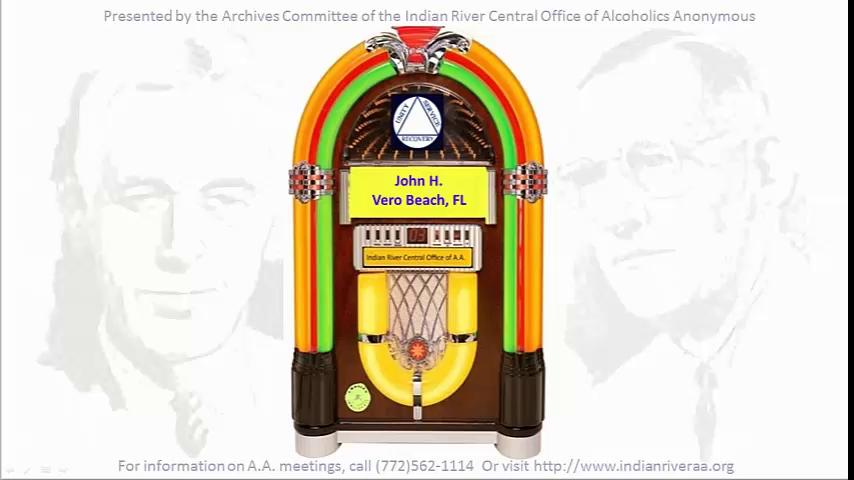 Presented by the Archives Committee of the Indian River Central Office of Alcoholics Anonymous
UNITY
SERVICE
RECOVERY
John H.
Vero Beach, FL
03
Indian River Central Office of A.A.
For information on A.A. meetings, call (772)562-1114 Or visit http://www.indianriveraa.org